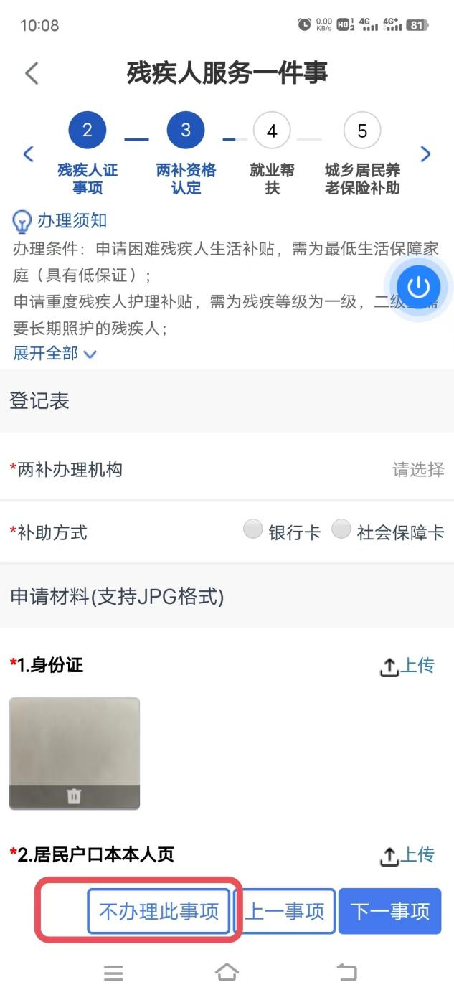 10:08
0.00 KB/s HD 1 2 4G 4G+ 81
残疾人服务一件事
2 3 4 5
残疾人证 两补资格 就业帮 城乡居民养
事项 认定 扶 老保险补助
办理须知
办理条件：申请困难残疾人生活补贴，需为最低生活保障家
庭（具有低保证）；
申请重度残疾人护理补贴，需为残疾等级为一级，二级需
要长期照护的残疾人；
展开全部
登记表
*两补办理机构 请选择
*补助方式 银行卡 社会保障卡
申请材料(支持JPG格式)
*1.身份证 上传
*2.居民户口本本人页 上传
不办理此事项 上一事项 下一事项